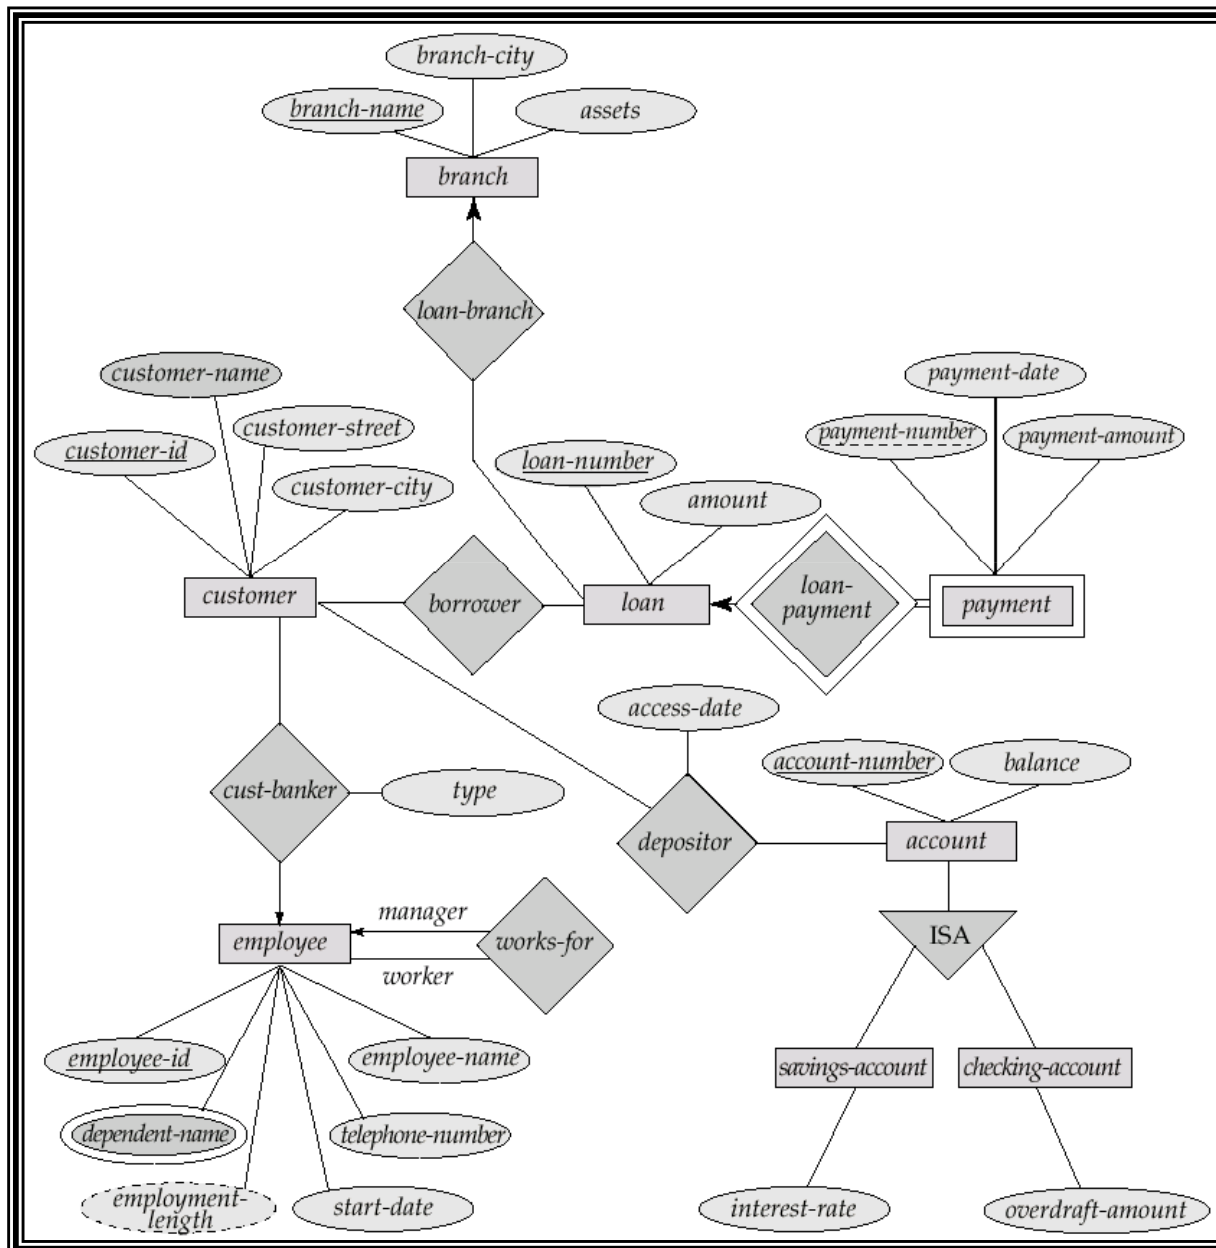 branch-city
branch-name
assets
branch
loan-branch
customer-name
payment-date
customer-street
payment-number
payment-amount
customer-id
loan-number
customer-city
amount
customer
borrower
loan
loan-
payment
payment
access-date
account-number
balance
cust-banker
type
depositor
account
manager
employee
works-for
ISA
worker
employee-id
employee-name
savings-account
checking-account
dependent-name
telephone-number
employment-
length
start-date
interest-rate
overdraft-amount